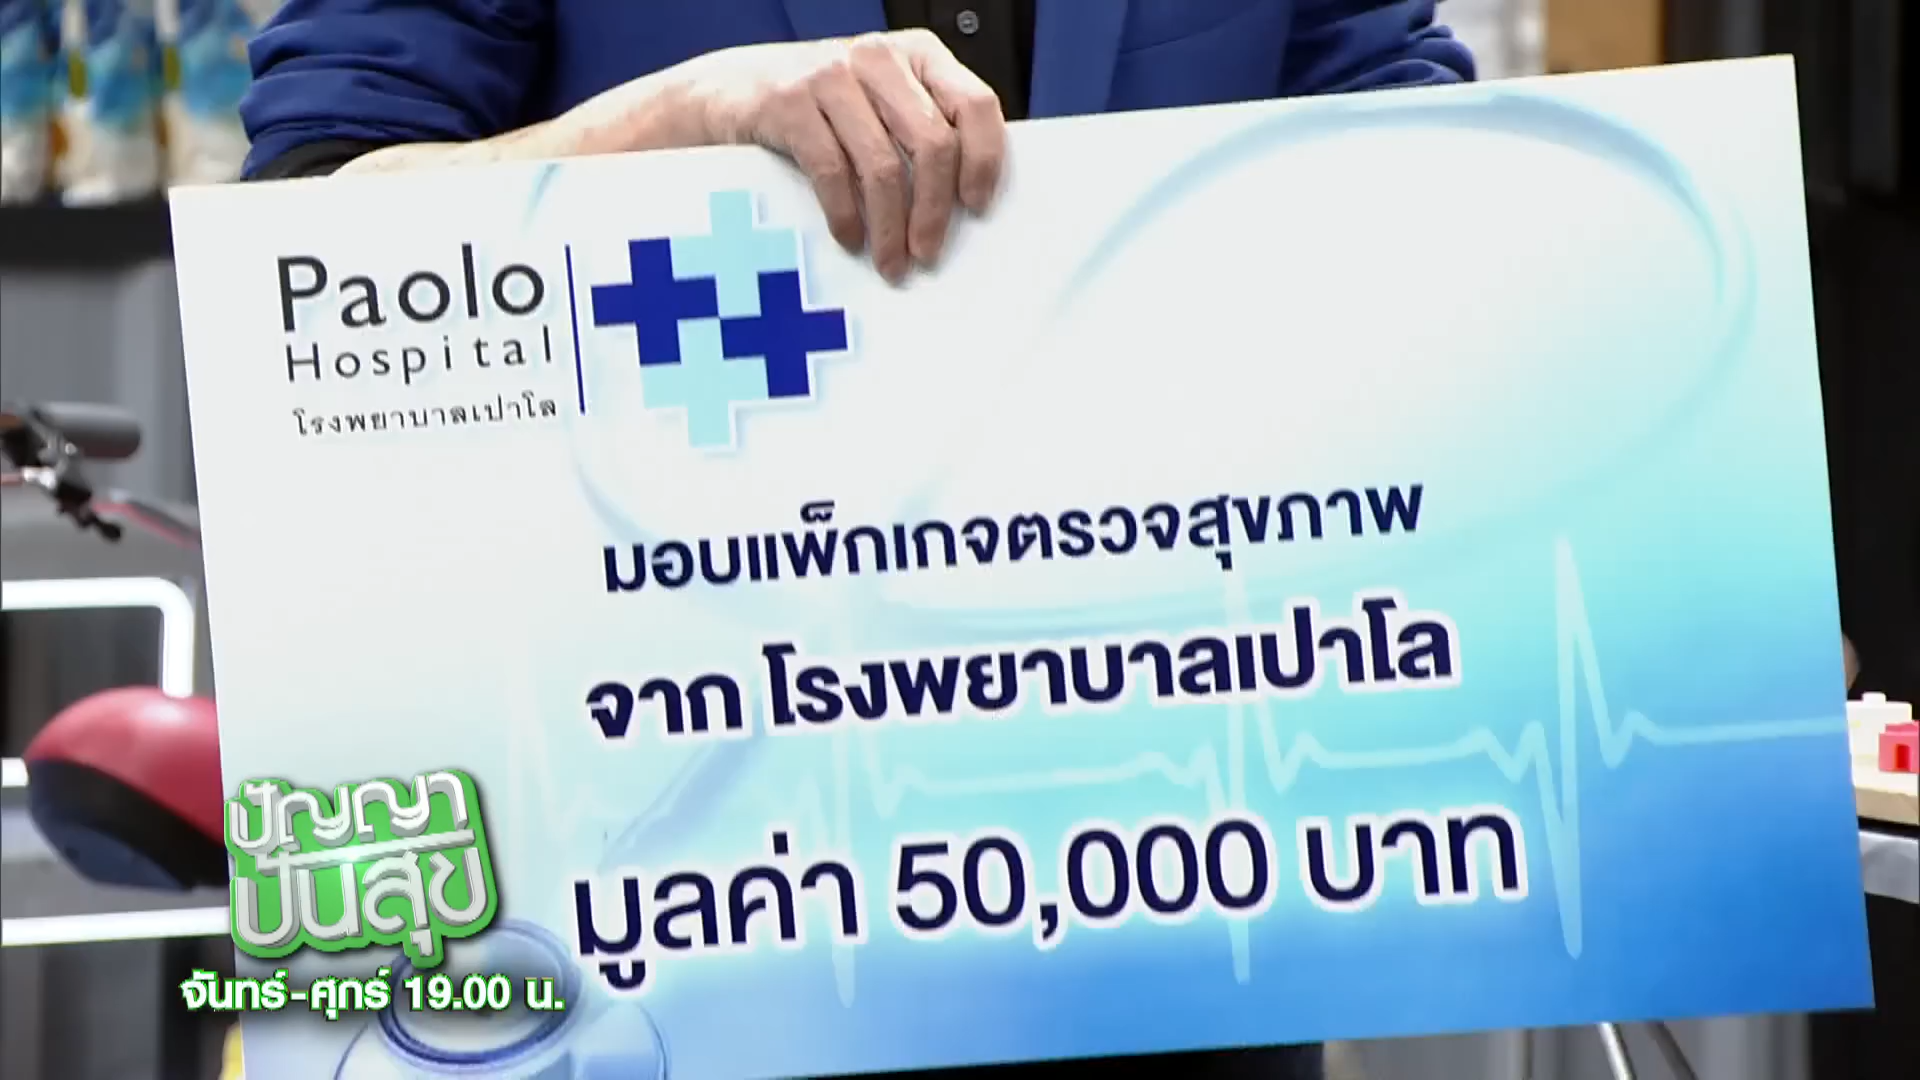 Paolo
Hospital
โรงพยาบาลเปาโล
มอบแพ็กเกจตรวจสุขภาพ
จาก โรงพยาบาลเปาโล
มูลค่า 50,000 บาท
ปัญญา
ปันสุข
จันทร์-ศุกร์ 19.00 น.